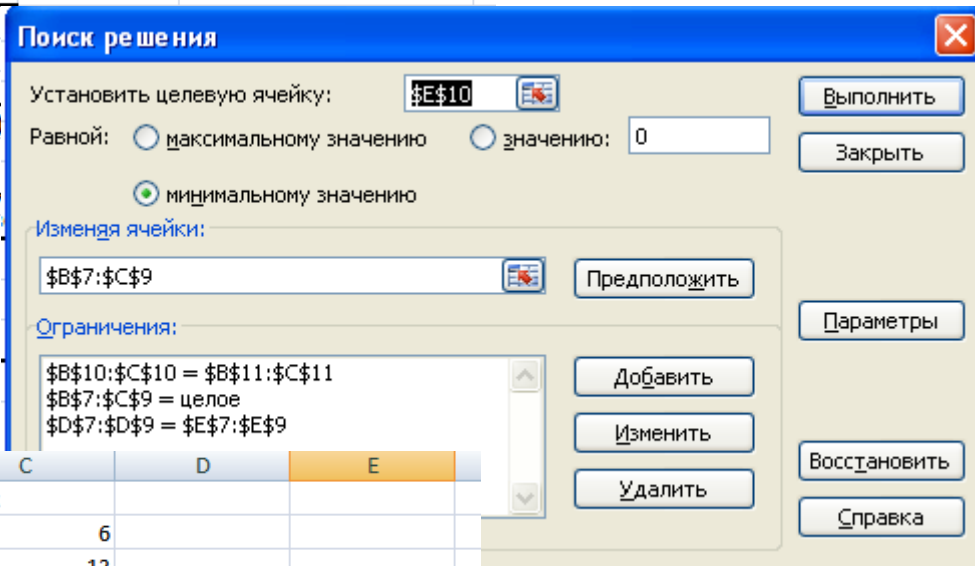 Поиск решения
Установить целевую ячейку: $E$10
Выполнить
Равной: максимальному значению значению: 0
Закрыть
минимальному значению
Изменяя ячейки:
$B$7:$C$9
Предположить
Параметры
Ограничения:
$B$10:$C$10 = $B$11:$C$11
$B$7:$C$9 = целое
$D$7:$D$9 = $E$7:$E$9
Добавить
Изменить
Удалить
Восстановить
Справка
C D E
6